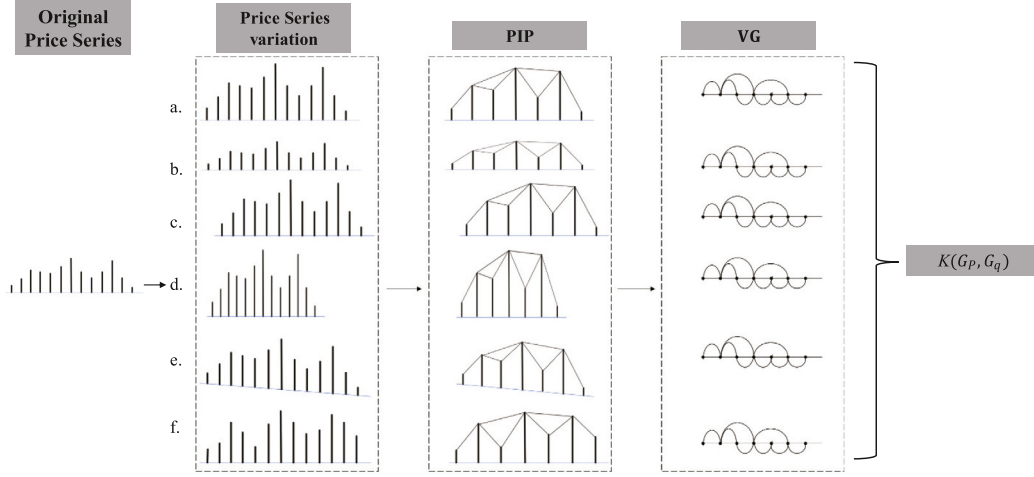 Original
Price Series
Price Series
variation
PIP
VG
a.
b.
c.
d.
e.
f.
K(G_P, G_q)